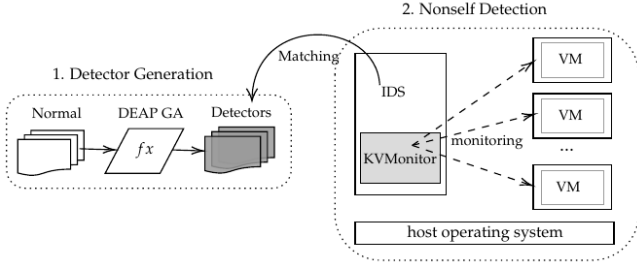 2. Nonself Detection
1. Detector Generation
Matching
Normal
DEAP GA
Detectors
fx
IDS
KVMonitor
monitoring
VM
VM
...
VM
host operating system